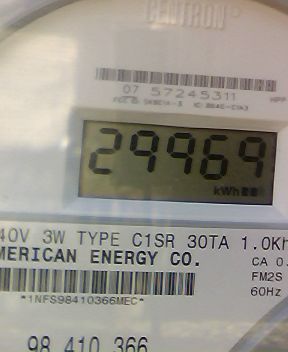 CENTRON
07 57245311
29969
kWh
40V 3W TYPE C1SR 30TA 1.0Kh
MERICAN ENERGY CO.
CA 0.
FM2S
60Hz
*1NFS98410366MEC*
98 410 366